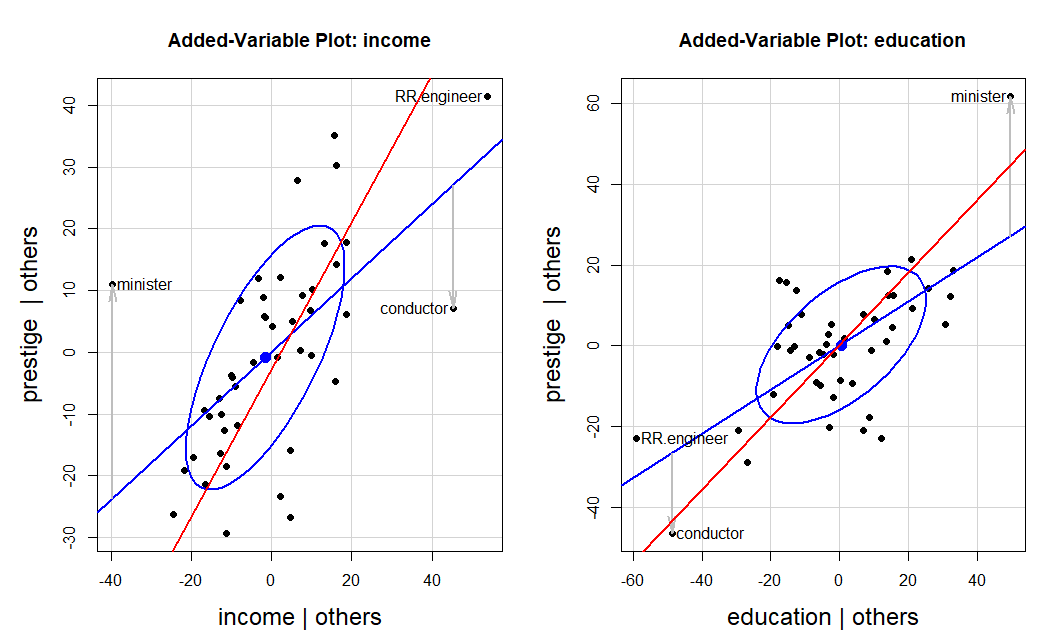 Added-Variable Plot: income
RR.engineer
minister
conductor
40
30
20
10
0
-10
-20
-30
-40
-20
0
20
40
prestige | others
income | others
Added-Variable Plot: education
minister
RR.engineer
conductor
60
40
20
0
-20
-40
-60
-40
-20
0
20
40
prestige | others
education | others